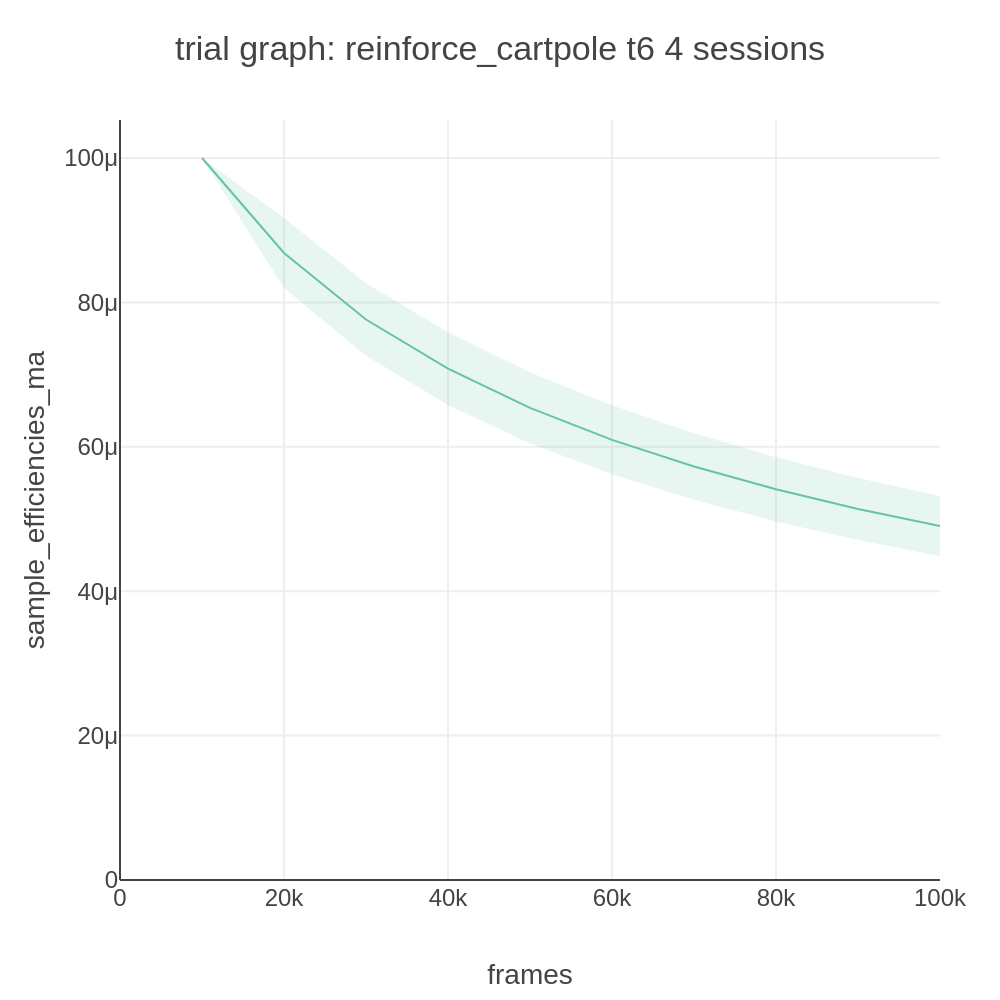 trial graph: reinforce_cartpole t6 4 sessions
100μ
80μ
60μ
40μ
20μ
0
sample_efficiencies_ma
0 20k 40k 60k 80k 100k
frames